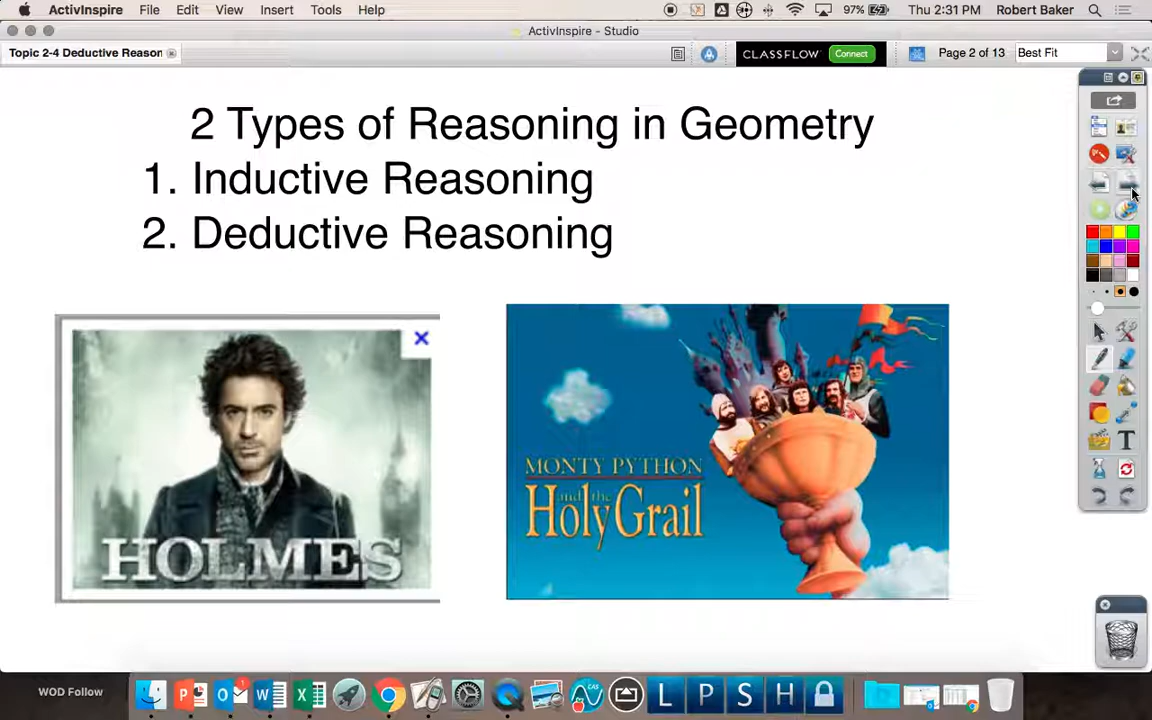 ActivInspire File Edit View Insert Tools Help 97% Thu 2:31 PM Robert Baker
ActivInspire - Studio
Topic 2-4 Deductive Reason CLASSFLOW Connect Page 2 of 13 Best Fit
2 Types of Reasoning in Geometry
1. Inductive Reasoning
2. Deductive Reasoning
HOLMES
MONTY PYTHON
and the
Holy Grail
T
WOD Follow
L P S H